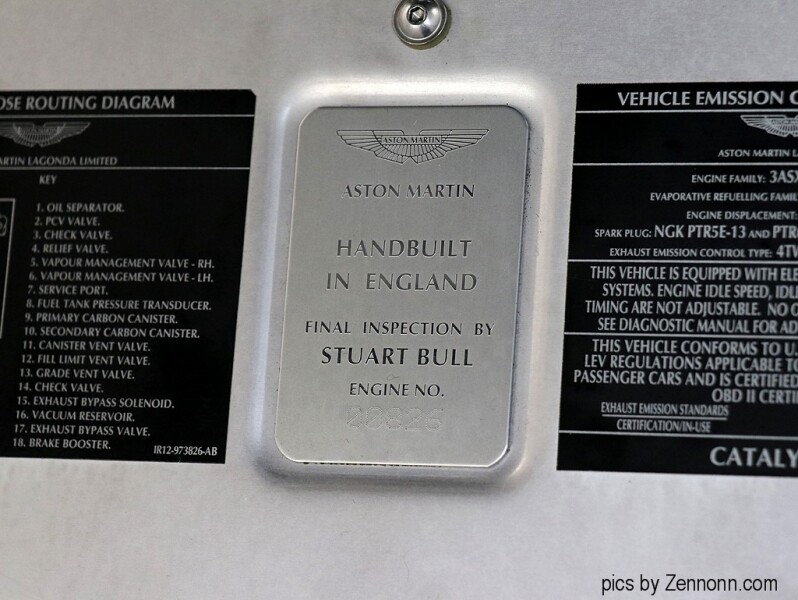 OSE ROUTING DIAGRAM
ARTIN LAGONDA LIMITED
KEY
1. OIL SEPARATOR.
2. PCV VALVE.
3. CHECK VALVE.
4. RELIEF VALVE.
5. VAPOUR MANAGEMENT VALVE - RH.
6. VAPOUR MANAGEMENT VALVE - LH.
7. SERVICE PORT.
8. FUEL TANK PRESSURE TRANSDUCER.
9. PRIMARY CARBON CANISTER.
10. SECONDARY CARBON CANISTER.
11. CANISTER VENT VALVE.
12. FILL LIMIT VENT VALVE.
13. GRADE VENT VALVE.
14. CHECK VALVE.
15. EXHAUST BYPASS SOLENOID.
16. VACUUM RESERVOIR.
17. EXHAUST BYPASS VALVE.
18. BRAKE BOOSTER.
IR12-973826-AB
ASTON MARTIN
ASTON MARTIN
HANDBUILT
IN ENGLAND
FINAL INSPECTION BY
STUART BULL
ENGINE NO.
VEHICLE EMISSION C
ASTON MARTIN L
ENGINE FAMILY: 3ASX
EVAPORATIVE REFUELLING FAMIL
ENGINE DISPLACEMENT:
SPARK PLUG: NGK PTR5E-13 AND PTR
EXHAUST EMISSION CONTROL TYPE: 4TW
THIS VEHICLE IS EQUIPPED WITH ELE
SYSTEMS. ENGINE IDLE SPEED, IDL
TIMING ARE NOT ADJUSTABLE. NO O
SEE DIAGNOSTIC MANUAL FOR AD
THIS VEHICLE CONFORMS TO U.
LEV REGULATIONS APPLICABLE TO
PASSENGER CARS AND IS CERTIFIED
OBD II CERTI
EXHAUST EMISSION STANDARDS
CERTIFICATION/IN-USE
CATALY
pics by Zennonn.com